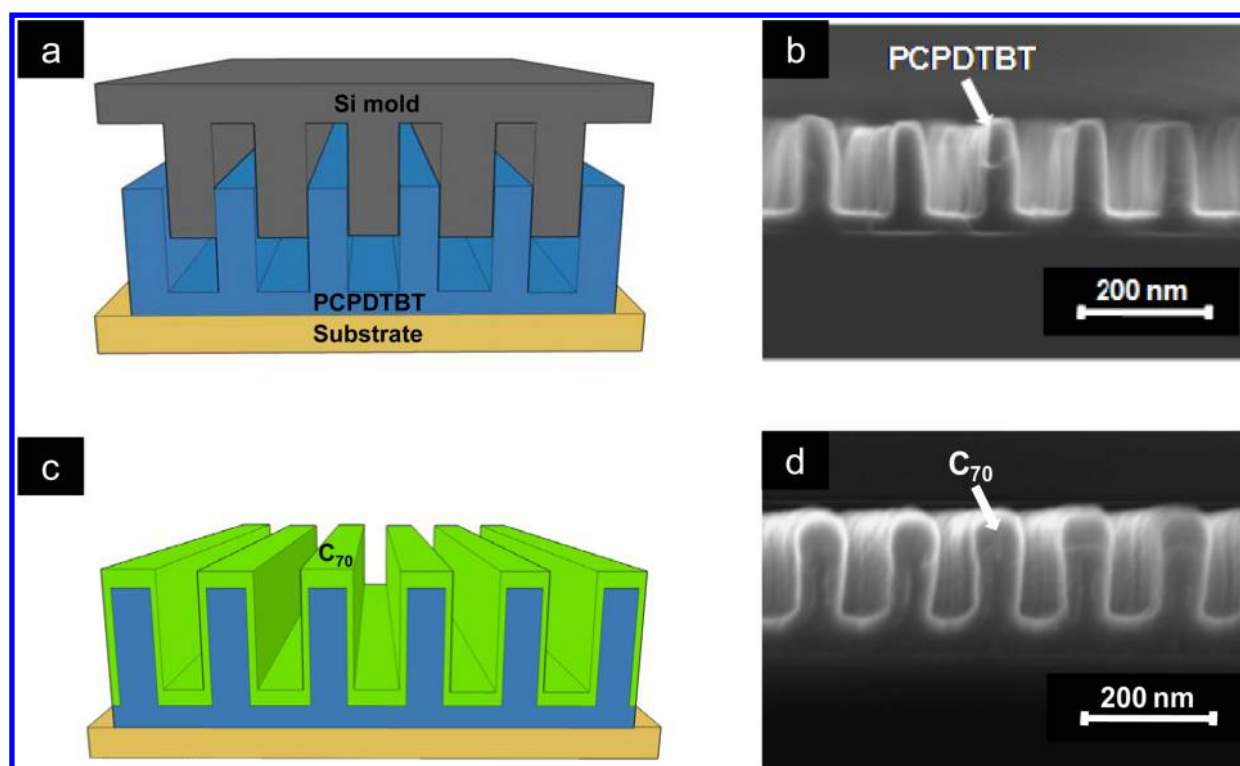 a
Si mold
PCPDTBT
Substrate
b
PCPDTBT
200 nm
c
C₇₀
d
C₇₀
200 nm